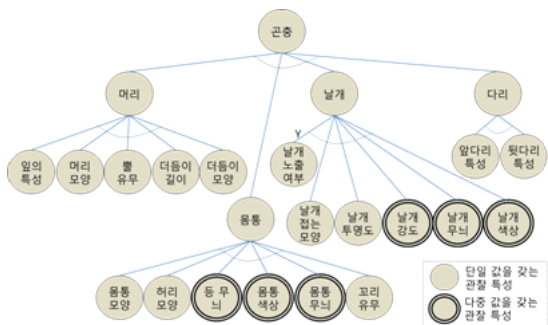 곤충
머리
날개
다리
잎의
특성
머리
모양
뿔
유무
더듬이
길이
더듬이
모양
Y
날개
노출
여부
앞다리
특성
뒷다리
특성
몸통
날개
접는
모양
날개
투명도
날개
강도
날개
무늬
날개
색상
몸통
모양
허리
모양
등 무
늬
몸통
색상
몸통
무늬
꼬리
유무
단일 값을 갖는
관찰 특성
다중 값을 갖는
관찰 특성